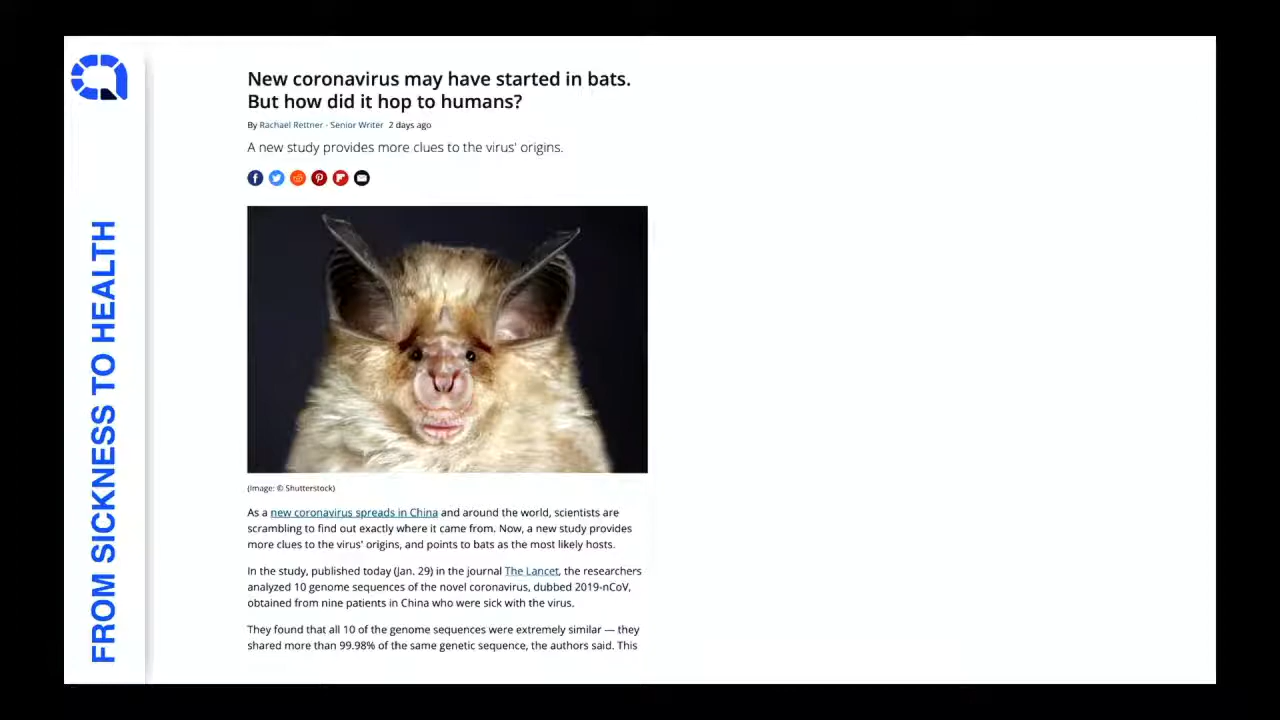 FROM SICKNESS TO HEALTH
New coronavirus may have started in bats.
But how did it hop to humans?
By Rachael Rettner - Senior Writer 2 days ago
A new study provides more clues to the virus' origins.
(Image: © Shutterstock)
As a new coronavirus spreads in China and around the world, scientists are
scrambling to find out exactly where it came from. Now, a new study provides
more clues to the virus' origins, and points to bats as the most likely hosts.
In the study, published today (Jan. 29) in the journal The Lancet, the researchers
analyzed 10 genome sequences of the novel coronavirus, dubbed 2019-nCoV,
obtained from nine patients in China who were sick with the virus.
They found that all 10 of the genome sequences were extremely similar — they
shared more than 99.98% of the same genetic sequence, the authors said. This